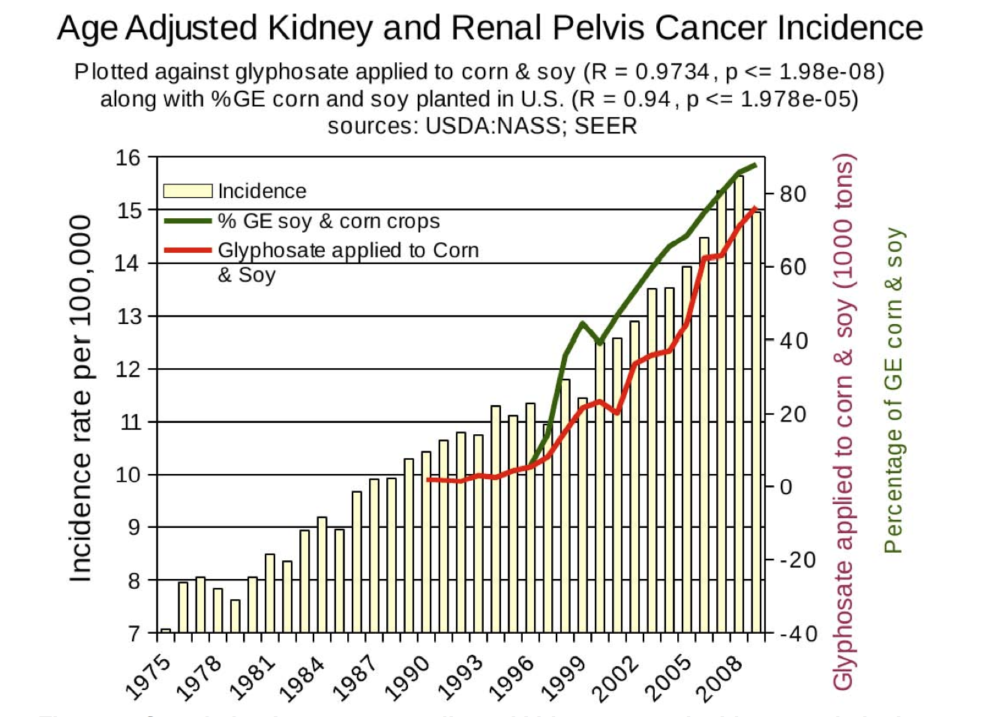 Age Adjusted Kidney and Renal Pelvis Cancer Incidence
Plotted against glyphosate applied to corn & soy (R = 0.9734, p <= 1.98e-08)
along with %GE corn and soy planted in U.S. (R = 0.94, p <= 1.978e-05)
sources: USDA:NASS; SEER
Incidence rate per 100,000
16
15
14
13
12
11
10
9
8
7
Incidence
% GE soy & corn crops
Glyphosate applied to Corn
& Soy
80
60
40
20
0
-20
-40
Glyphosate applied to corn & soy (1000 tons)
Percentage of GE corn & soy
1975
1978
1981
1984
1987
1990
1993
1996
1999
2002
2005
2008